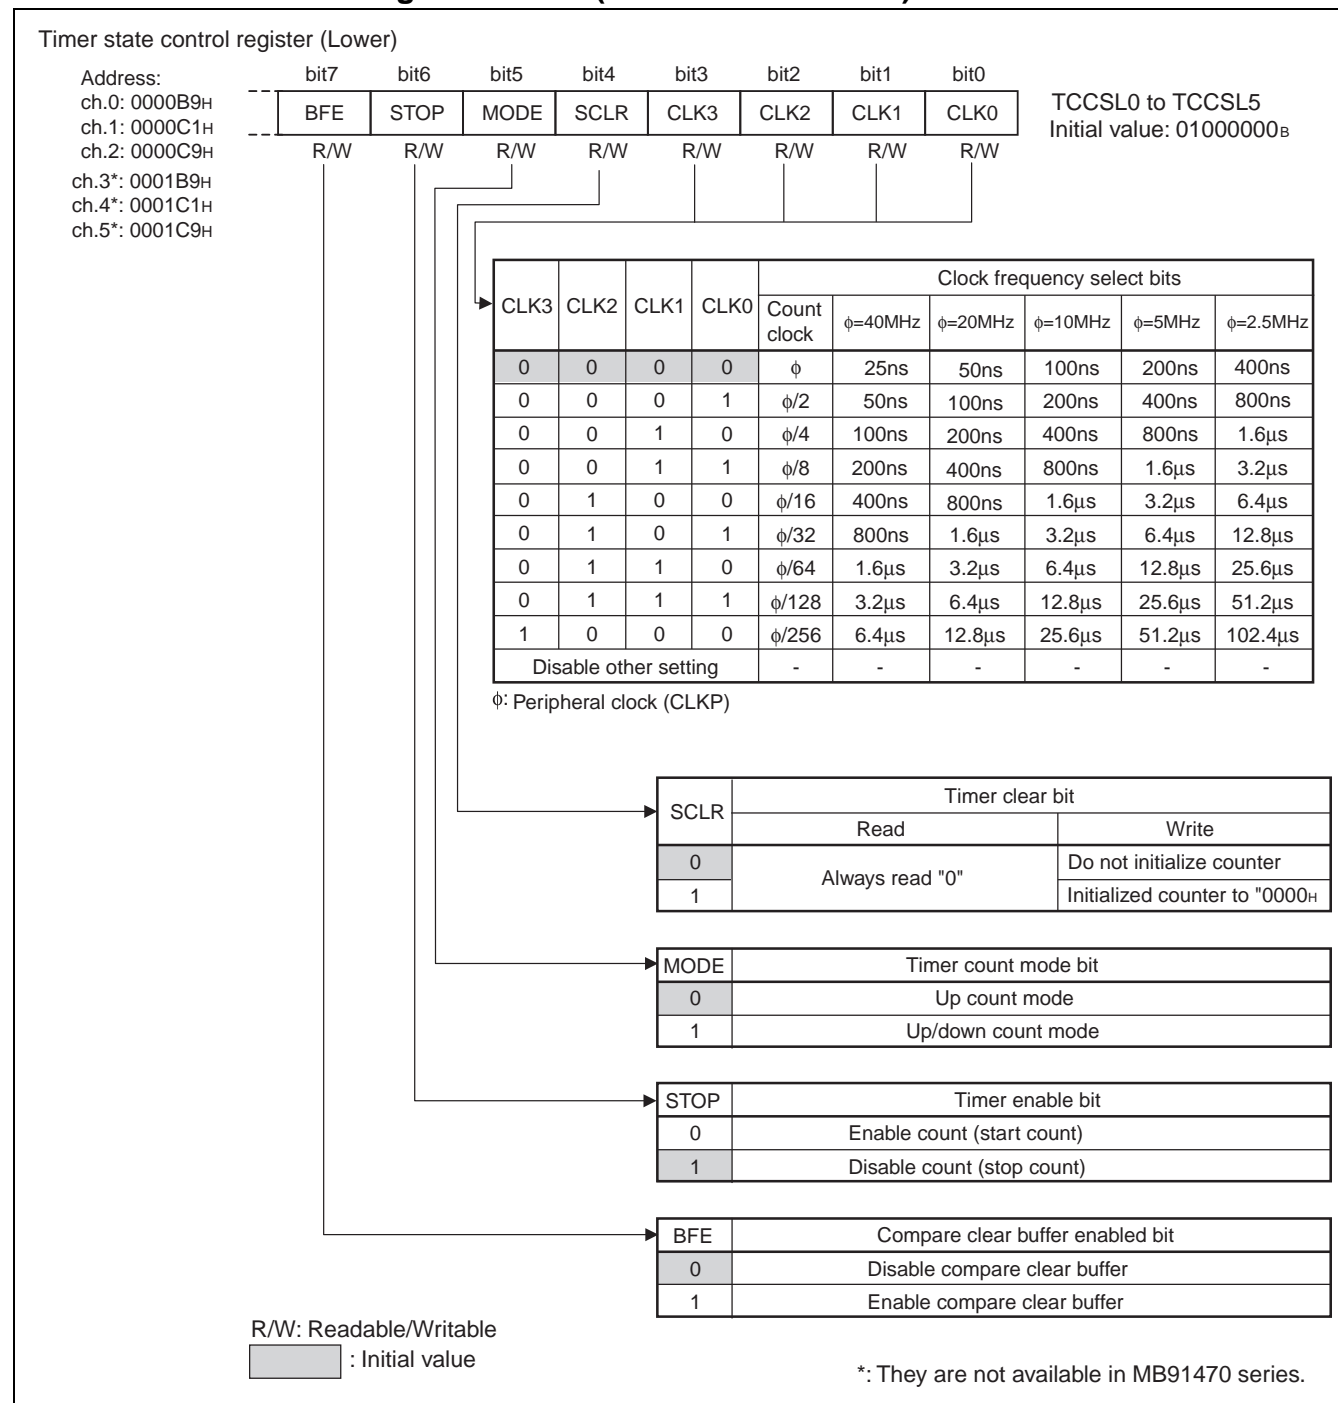 Timer state control register (Lower)
Address:
ch.0: 0000B9H
ch.1: 0000C1H
ch.2: 0000C9H
ch.3*: 0001B9H
ch.4*: 0001C1H
ch.5*: 0001C9H
bit7 bit6 bit5 bit4 bit3 bit2 bit1 bit0
BFE STOP MODE SCLR CLK3 CLK2 CLK1 CLK0
R/W R/W R/W R/W R/W R/W R/W R/W
TCCSL0 to TCCSL5
Initial value: 01000000B
CLK3 CLK2 CLK1 CLK0 Clock frequency select bits
Count clock ϕ=40MHz ϕ=20MHz ϕ=10MHz ϕ=5MHz ϕ=2.5MHz
0 0 0 0 ϕ 25ns 50ns 100ns 200ns 400ns
0 0 0 1 ϕ/2 50ns 100ns 200ns 400ns 800ns
0 0 1 0 ϕ/4 100ns 200ns 400ns 800ns 1.6μs
0 0 1 1 ϕ/8 200ns 400ns 800ns 1.6μs 3.2μs
0 1 0 0 ϕ/16 400ns 800ns 1.6μs 3.2μs 6.4μs
0 1 0 1 ϕ/32 800ns 1.6μs 3.2μs 6.4μs 12.8μs
0 1 1 0 ϕ/64 1.6μs 3.2μs 6.4μs 12.8μs 25.6μs
0 1 1 1 ϕ/128 3.2μs 6.4μs 12.8μs 25.6μs 51.2μs
1 0 0 0 ϕ/256 6.4μs 12.8μs 25.6μs 51.2μs 102.4μs
Disable other setting - - - - - -
ϕ: Peripheral clock (CLKP)
SCLR Timer clear bit
Read Write
0 Always read "0" Do not initialize counter
1 Initialized counter to "0000H
MODE Timer count mode bit
0 Up count mode
1 Up/down count mode
STOP Timer enable bit
0 Enable count (start count)
1 Disable count (stop count)
BFE Compare clear buffer enabled bit
0 Disable compare clear buffer
1 Enable compare clear buffer
R/W: Readable/Writable
: Initial value
*: They are not available in MB91470 series.